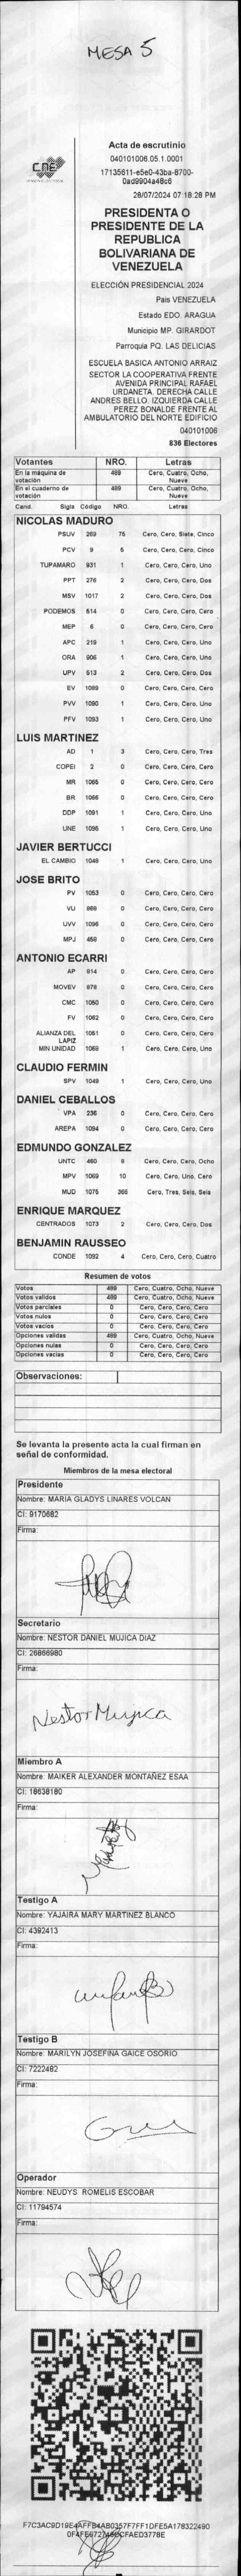 MESA 5
Acta de escrutinio
040101006.05.1.0001
17135611-e5e0-43ba-8700-
0ad9904a48c6
28/07/2024 07:18:28 PM
CNE
PRESIDENTA O
PRESIDENTE DE LA
REPUBLICA
BOLIVARIANA DE
VENEZUELA
ELECCIÓN PRESIDENCIAL 2024
Pais VENEZUELA
Estado EDO. ARAGUA
Municipio MP. GIRARDOT
Parroquia PQ. LAS DELICIAS
ESCUELA BASICA ANTONIO ARRAIZ
SECTOR LA COOPERATIVA FRENTE
AVENIDA PRINCIPAL RAFAEL
URDANETA. DERECHA CALLE
ANDRES BELLO. IZQUIERDA CALLE
PEREZ BONALDE FRENTE AL
AMBULATORIO DEL NORTE EDIFICIO
040101006
836 Electores
Votantes NRO. Letras
En la máquina de votación 489 Cero, Cuatro, Ocho, Nueve
En el cuaderno de votación 489 Cero, Cuatro, Ocho, Nueve
Cand. Sigla Código NRO. Letras
NICOLAS MADURO
PSUV 269 75 Cero, Cero, Siete, Cinco
PCV 9 5 Cero, Cero, Cero, Cinco
TUPAMARO 931 1 Cero, Cero, Cero, Uno
PPT 276 2 Cero, Cero, Cero, Dos
MSV 1017 2 Cero, Cero, Cero, Dos
PODEMOS 514 0 Cero, Cero, Cero, Cero
MEP 6 0 Cero, Cero, Cero, Cero
APC 219 1 Cero, Cero, Cero, Uno
ORA 906 1 Cero, Cero, Cero, Uno
UPV 513 2 Cero, Cero, Cero, Dos
EV 1089 0 Cero, Cero, Cero, Cero
PVV 1090 1 Cero, Cero, Cero, Uno
PFV 1093 1 Cero, Cero, Cero, Uno
LUIS MARTINEZ
AD 1 3 Cero, Cero, Cero, Tres
COPEI 2 0 Cero, Cero, Cero, Cero
MR 1065 0 Cero, Cero, Cero, Cero
BR 1066 0 Cero, Cero, Cero, Cero
DDP 1091 1 Cero, Cero, Cero, Uno
UNE 1095 1 Cero, Cero, Cero, Uno
JAVIER BERTUCCI
EL CAMBIO 1048 1 Cero, Cero, Cero, Uno
JOSE BRITO
PV 1053 0 Cero, Cero, Cero, Cero
VU 868 0 Cero, Cero, Cero, Cero
UVV 1096 0 Cero, Cero, Cero, Cero
MPJ 459 0 Cero, Cero, Cero, Cero
ANTONIO ECARRI
AP 914 0 Cero, Cero, Cero, Cero
MOVEV 978 0 Cero, Cero, Cero, Cero
CMC 1050 0 Cero, Cero, Cero, Cero
FV 1062 0 Cero, Cero, Cero, Cero
ALIANZA DEL LAPIZ 1051 0 Cero, Cero, Cero, Cero
MIN UNIDAD 1068 1 Cero, Cero, Cero, Uno
CLAUDIO FERMIN
SPV 1049 1 Cero, Cero, Cero, Uno
DANIEL CEBALLOS
VPA 236 0 Cero, Cero, Cero, Cero
AREPA 1094 0 Cero, Cero, Cero, Cero
EDMUNDO GONZALEZ
UNTC 460 8 Cero, Cero, Cero, Ocho
MPV 1069 10 Cero, Cero, Uno, Cero
MUD 1075 366 Cero, Tres, Seis, Seis
ENRIQUE MARQUEZ
CENTRADOS 1073 2 Cero, Cero, Cero, Dos
BENJAMIN RAUSSEO
CONDE 1092 4 Cero, Cero, Cero, Cuatro
Resumen de votos
Votos 489 Cero, Cuatro, Ocho, Nueve
Votos validos 489 Cero, Cuatro, Ocho, Nueve
Votos parciales 0 Cero, Cero, Cero, Cero
Votos nulos 0 Cero, Cero, Cero, Cero
Votos vacios 0 Cero, Cero, Cero, Cero
Opciones validas 489 Cero, Cuatro, Ocho, Nueve
Opciones nulas 0 Cero, Cero, Cero, Cero
Opciones vacias 0 Cero, Cero, Cero, Cero
Observaciones:
Se levanta la presente acta la cual firman en
señal de conformidad.
Miembros de la mesa electoral
Presidente
Nombre: MARIA GLADYS LINARES VOLCAN
CI: 9170682
Firma:
Secretario
Nombre: NESTOR DANIEL MUJICA DIAZ
CI: 26866980
Firma:
Nestor Mujica
Miembro A
Nombre: MAIKER ALEXANDER MONTAÑEZ ESAA
CI: 18638180
Firma:
Testigo A
Nombre: YAJAIRA MARY MARTINEZ BLANCO
CI: 4392413
Firma:
Testigo B
Nombre: MARILYN JOSEFINA GAICE OSORIO
CI: 7222482
Firma:
Operador
Nombre: NEUDYS ROMELIS ESCOBAR
CI: 11794574
Firma: